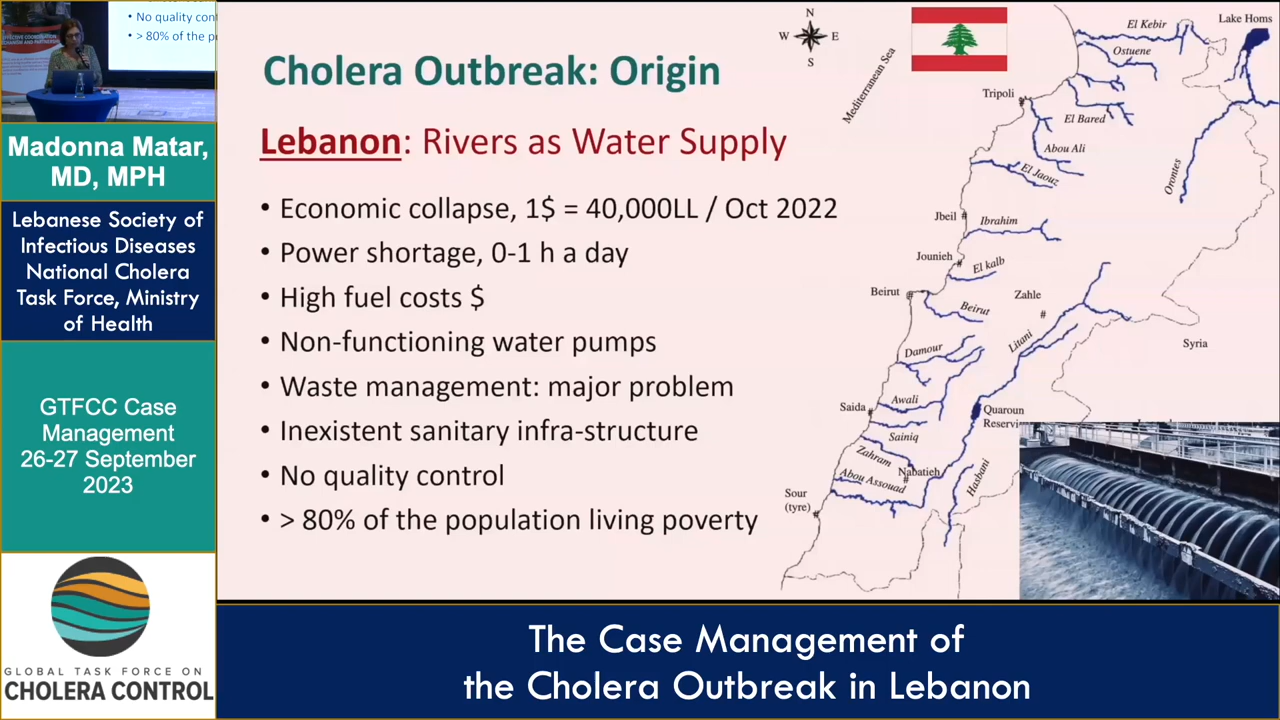 • No quality cont
• > 80% of the pr
Madonna Matar,
MD, MPH
Lebanese Society of
Infectious Diseases
National Cholera
Task Force, Ministry
of Health
GTFCC Case
Management
26-27 September
2023
GLOBAL TASK FORCE ON
CHOLERA CONTROL
Cholera Outbreak: Origin
Lebanon: Rivers as Water Supply
• Economic collapse, 1$ = 40,000LL / Oct 2022
• Power shortage, 0-1 h a day
• High fuel costs $
• Non-functioning water pumps
• Waste management: major problem
• Inexistent sanitary infra-structure
• No quality control
• > 80% of the population living poverty
N
W E
S
Mediterranean Sea
El Kebir
Lake Homs
Ostuene
Tripoli
El Bared
Abou Ali
El Jaouz
Orontes
Jbeil
Ibrahim
Jounieh
El kalb
Beirut
Zahle
Beirut
Litani
Damour
Syria
Awali
Saida
Quaroun
Reservi
Sainiq
Zahram
Nabatieh
Abou Assouad
Hasbani
Sour
(tyre)
The Case Management of
the Cholera Outbreak in Lebanon